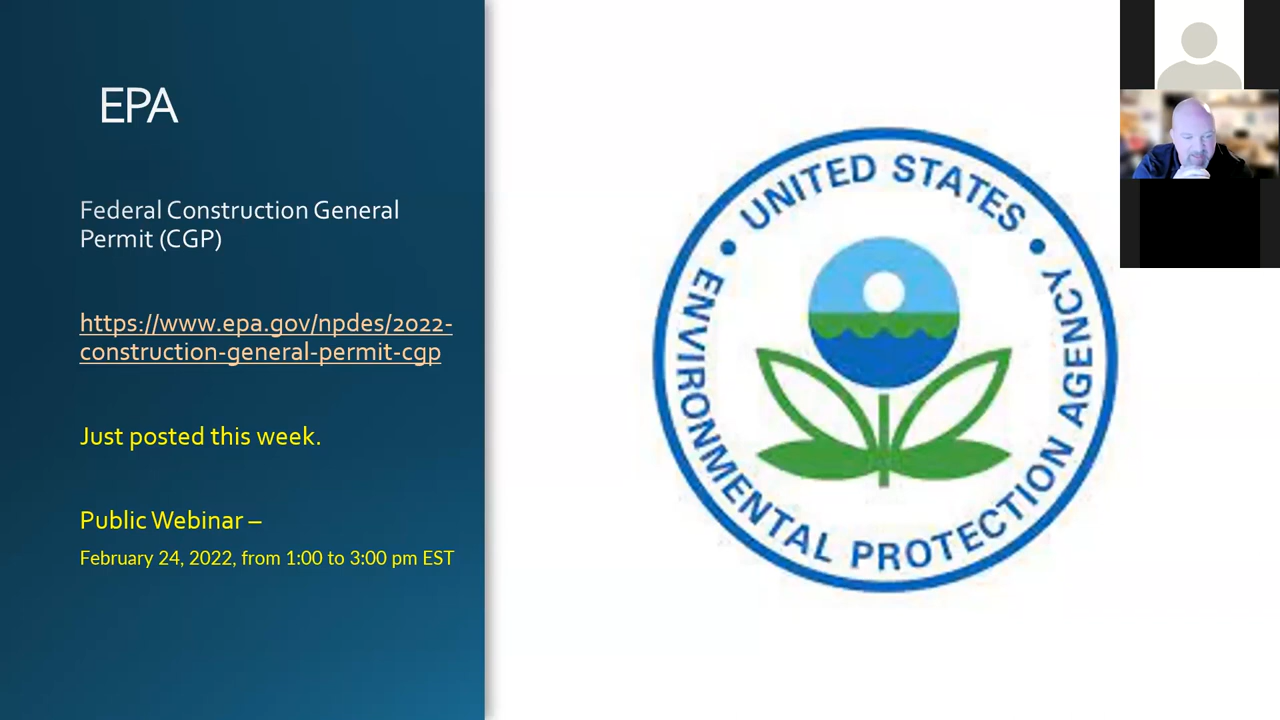 EPA
Federal Construction General
Permit (CGP)
https://www.epa.gov/npdes/2022-
construction-general-permit-cgp
Just posted this week.
Public Webinar –
February 24, 2022, from 1:00 to 3:00 pm EST
UNITED STATES
ENVIRONMENTAL PROTECTION AGENCY